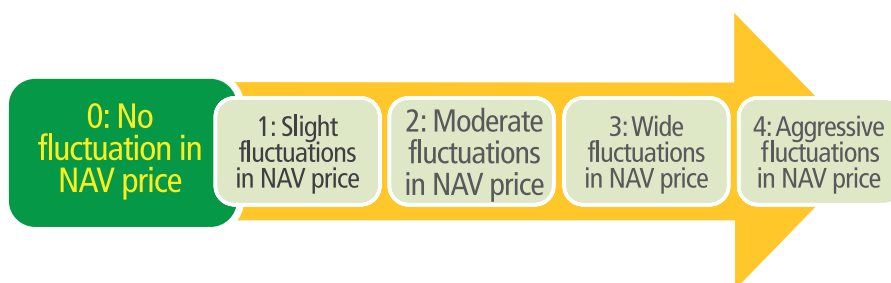 0: No
fluctuation in
NAV price
1: Slight
fluctuations
in NAV price
2: Moderate
fluctuations
in NAV price
3: Wide
fluctuations
in NAV price
4: Aggressive
fluctuations
in NAV price